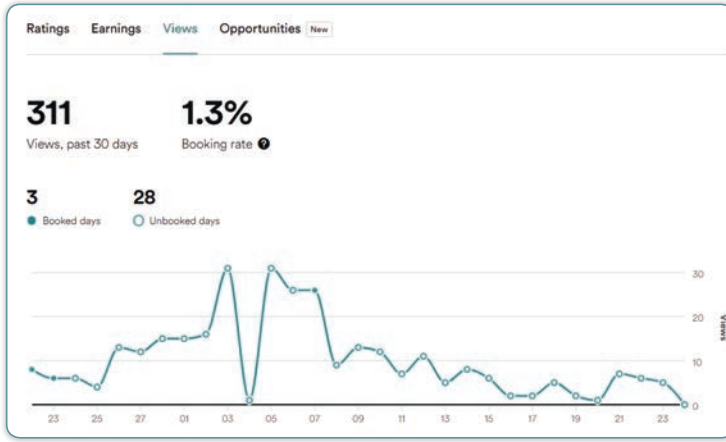 Ratings Earnings Views Opportunities New
311 1.3%
Views, past 30 days Booking rate ?
3 28
Booked days Unbooked days
30
20
10
0
Views
23 25 27 01 03 05 07 09 11 13 15 17 19 21 23